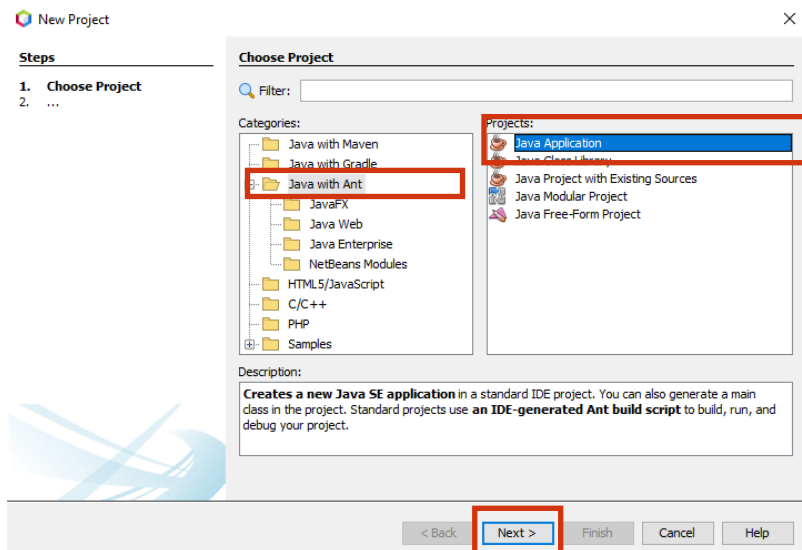 New Project
Steps
1. Choose Project
2. ...
Choose Project
Filter:
Categories:
Java with Maven
Java with Gradle
Java with Ant
JavaFX
Java Web
Java Enterprise
NetBeans Modules
HTML5/JavaScript
C/C++
PHP
Samples
Projects:
Java Application
Java Class Library
Java Project with Existing Sources
Java Modular Project
Java Free-Form Project
Description:
Creates a new Java SE application in a standard IDE project. You can also generate a main
class in the project. Standard projects use an IDE-generated Ant build script to build, run, and
debug your project.
< Back
Next >
Finish
Cancel
Help